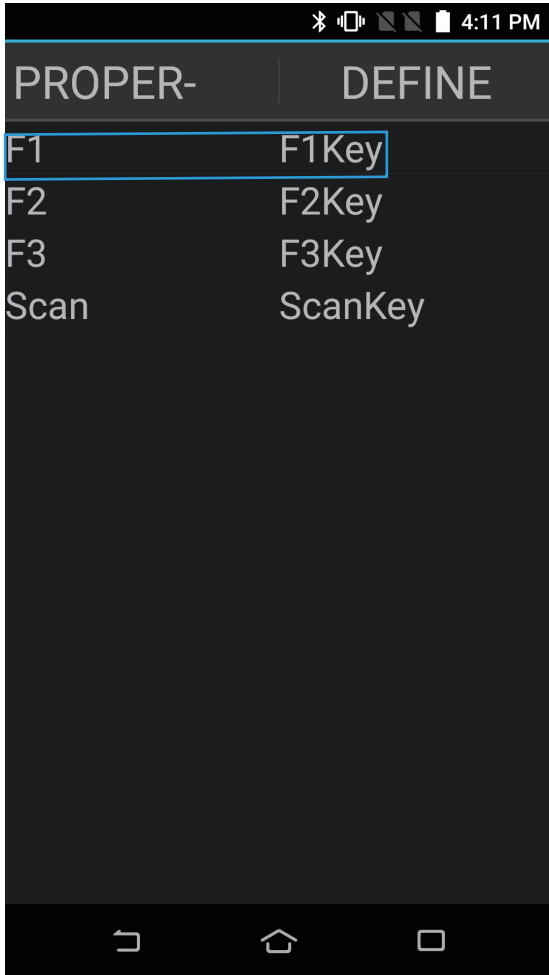 4:11 PM
PROPER- DEFINE
F1 F1Key
F2 F2Key
F3 F3Key
Scan ScanKey